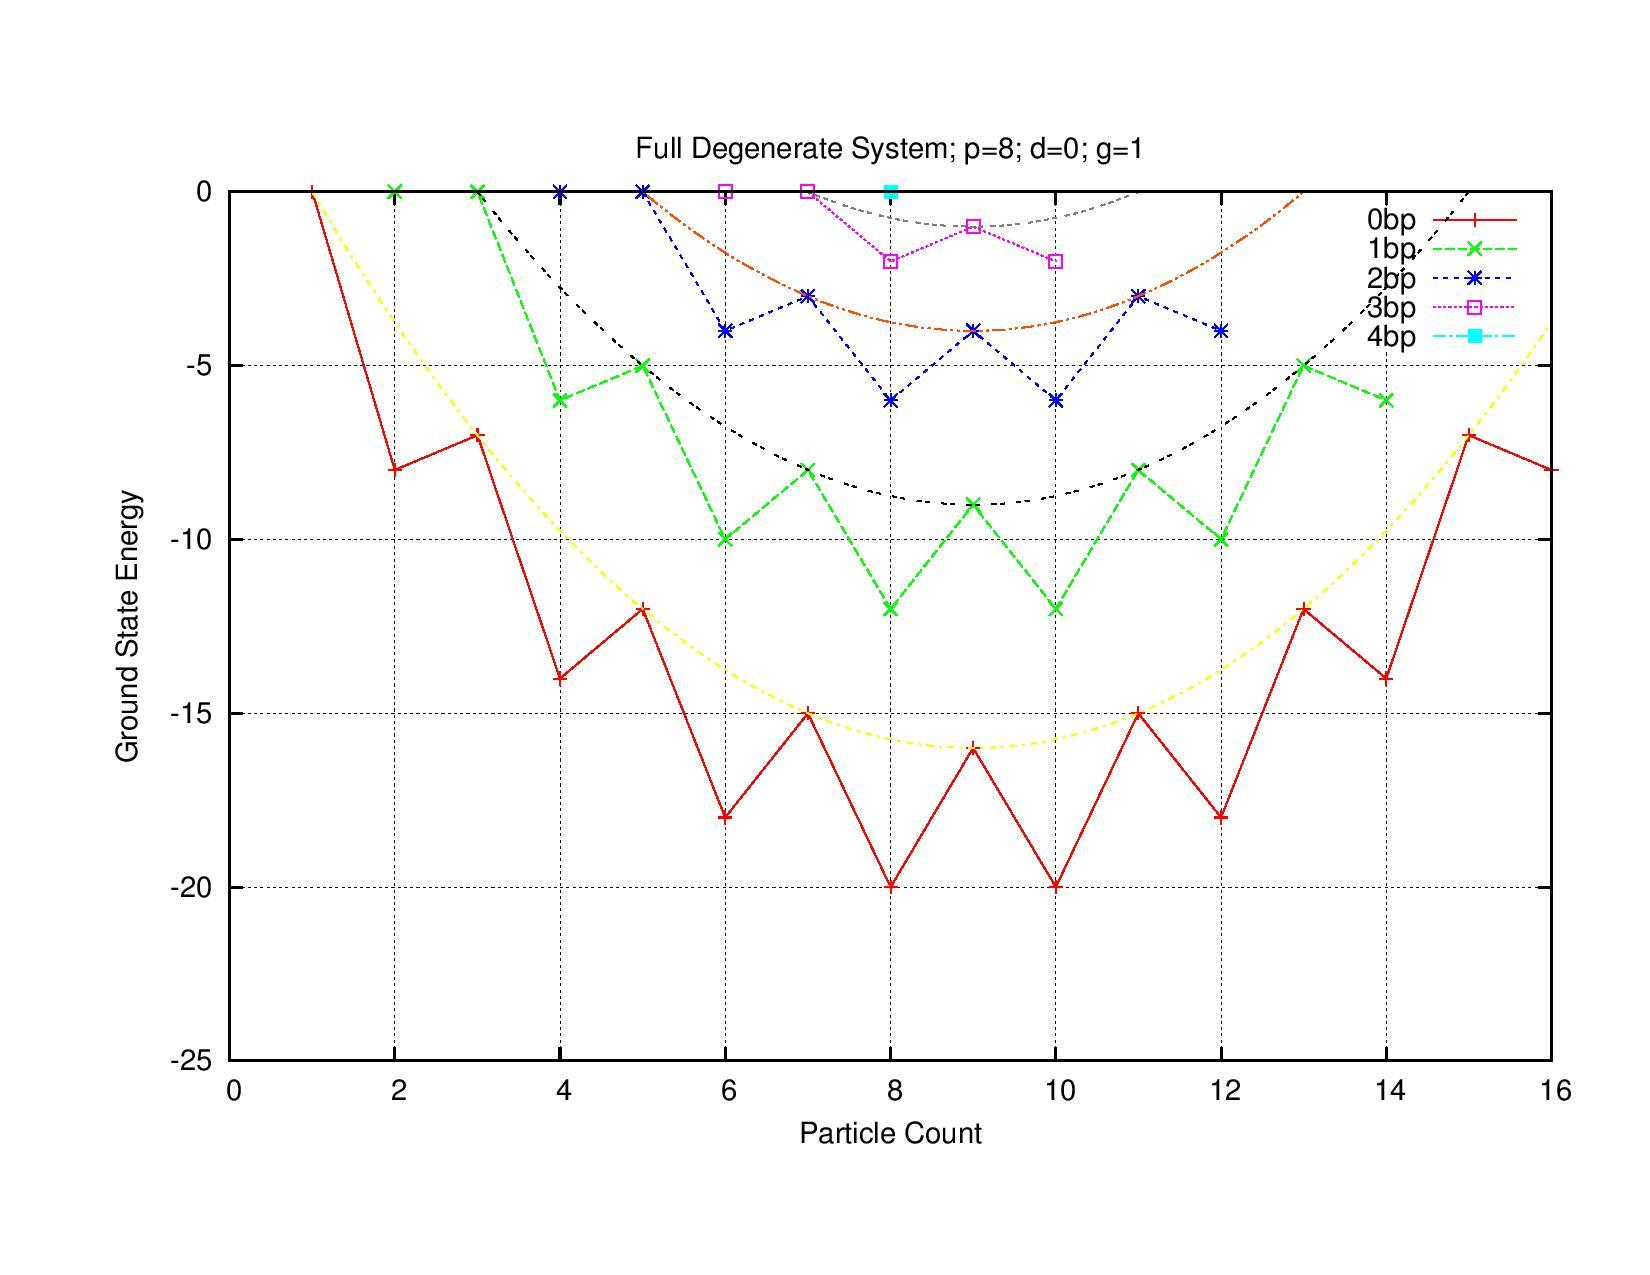 Full Degenerate System; p=8; d=0; g=1
0
-5
-10
-15
-20
-25
Ground State Energy
0bp
1bp
2bp
3bp
4bp
0 2 4 6 8 10 12 14 16
Particle Count